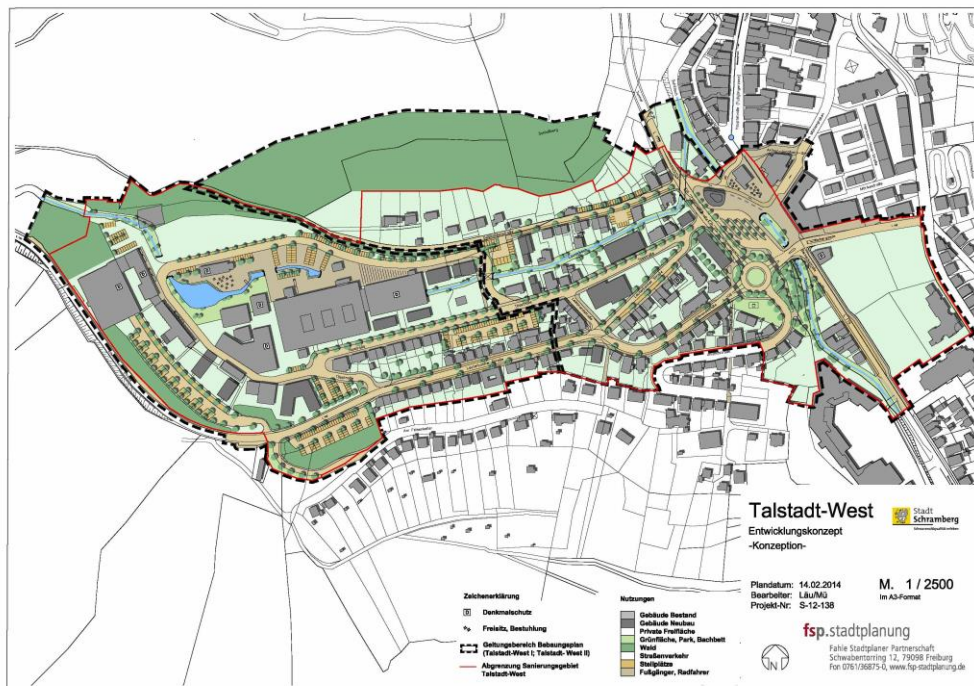 Talstadt-West
Entwicklungskonzept
-Konzeption-
Stadt
Schramberg
Plandatum: 14.02.2014
Bearbeiter: Läu/Mü
Projekt-Nr: S-12-138
M. 1 / 2500
Im A3-Format
fsp.stadtplanung
Fahle Stadtplaner Partnerschaft
Schwabentorring 12, 79098 Freiburg
Fon 0761/36875-0, www.fsp-stadtplanung.de
N
Zeichenerklärung
D Denkmalschutz
Freisitz, Bestuhlung
Geltungsbereich Bebauungsplan
(Talstadt-West I; Talstadt- West II)
Abgrenzung Sanierungsgebiet
Talstadt-West
Nutzungen
Gebäude Bestand
Gebäude Neubau
Private Freifläche
Grünfläche, Park, Bachbett
Wald
Straßenverkehr
Stellplätze
Fußgänger, Radfahrer